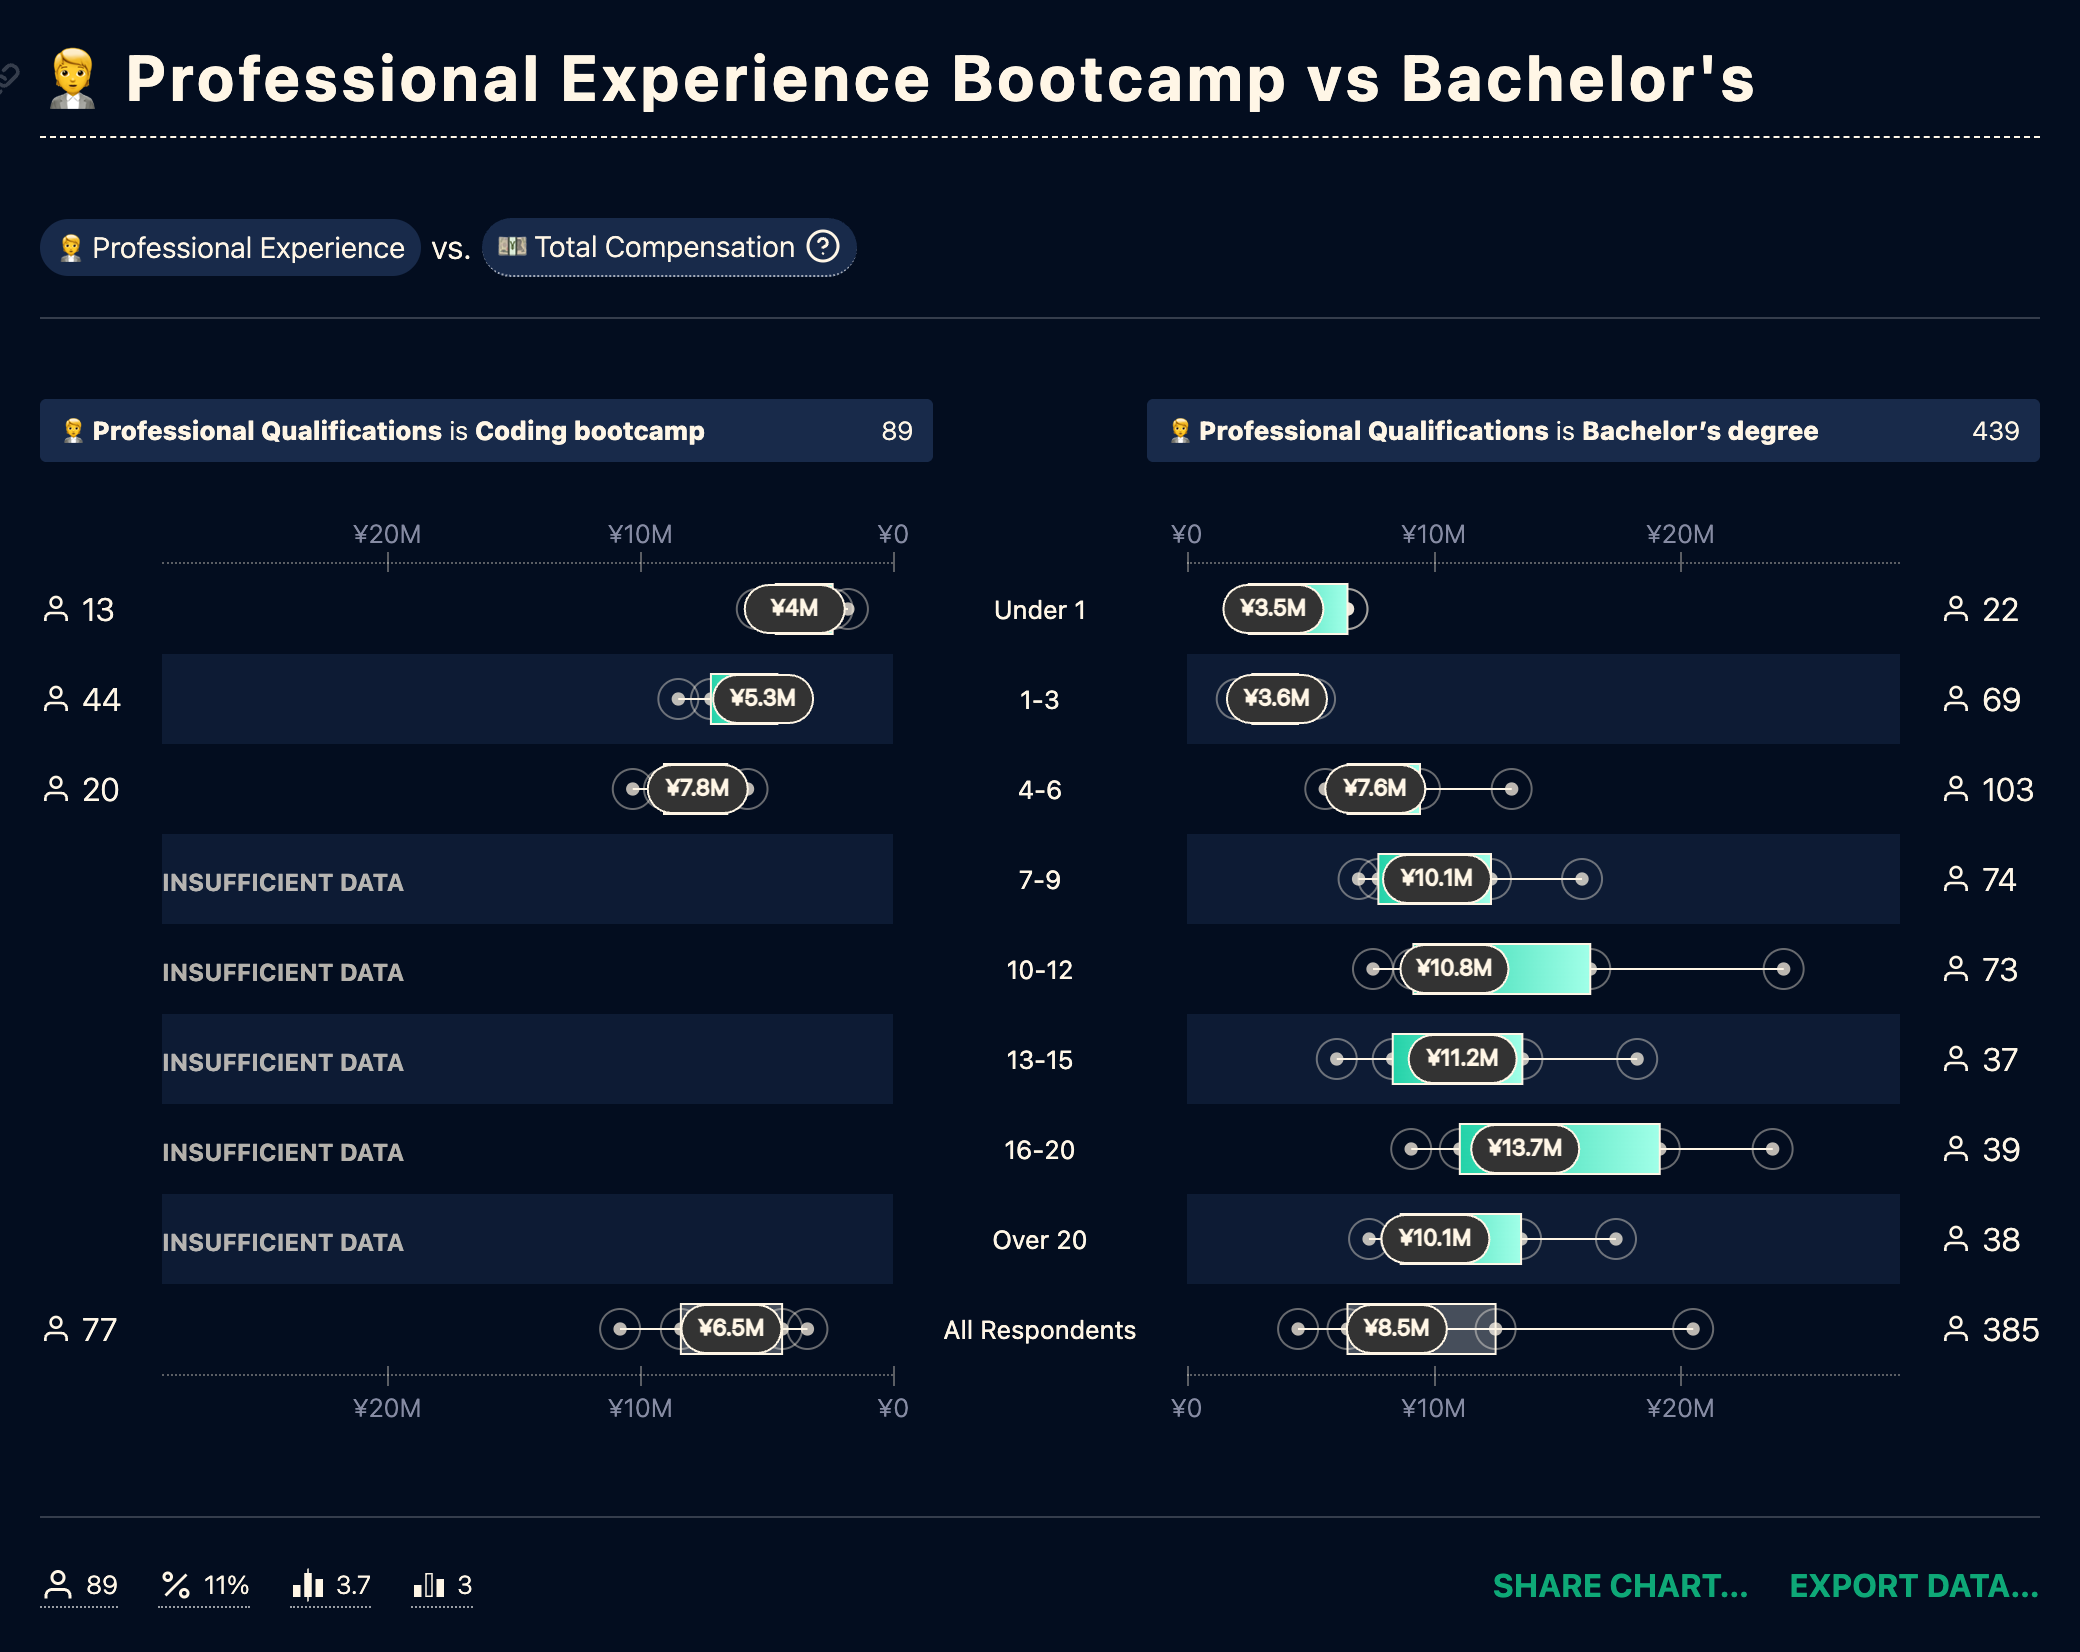 Professional Experience Bootcamp vs Bachelor's
Professional Experience vs. Total Compensation ?
Professional Qualifications is Coding bootcamp 89
Professional Qualifications is Bachelor’s degree 439
¥20M ¥10M ¥0 ¥0 ¥10M ¥20M
13 ¥4M Under 1 ¥3.5M 22
44 ¥5.3M 1-3 ¥3.6M 69
20 ¥7.8M 4-6 ¥7.6M 103
INSUFFICIENT DATA 7-9 ¥10.1M 74
INSUFFICIENT DATA 10-12 ¥10.8M 73
INSUFFICIENT DATA 13-15 ¥11.2M 37
INSUFFICIENT DATA 16-20 ¥13.7M 39
INSUFFICIENT DATA Over 20 ¥10.1M 38
77 ¥6.5M All Respondents ¥8.5M 385
¥20M ¥10M ¥0 ¥0 ¥10M ¥20M
89 11% 3.7 3 SHARE CHART... EXPORT DATA...